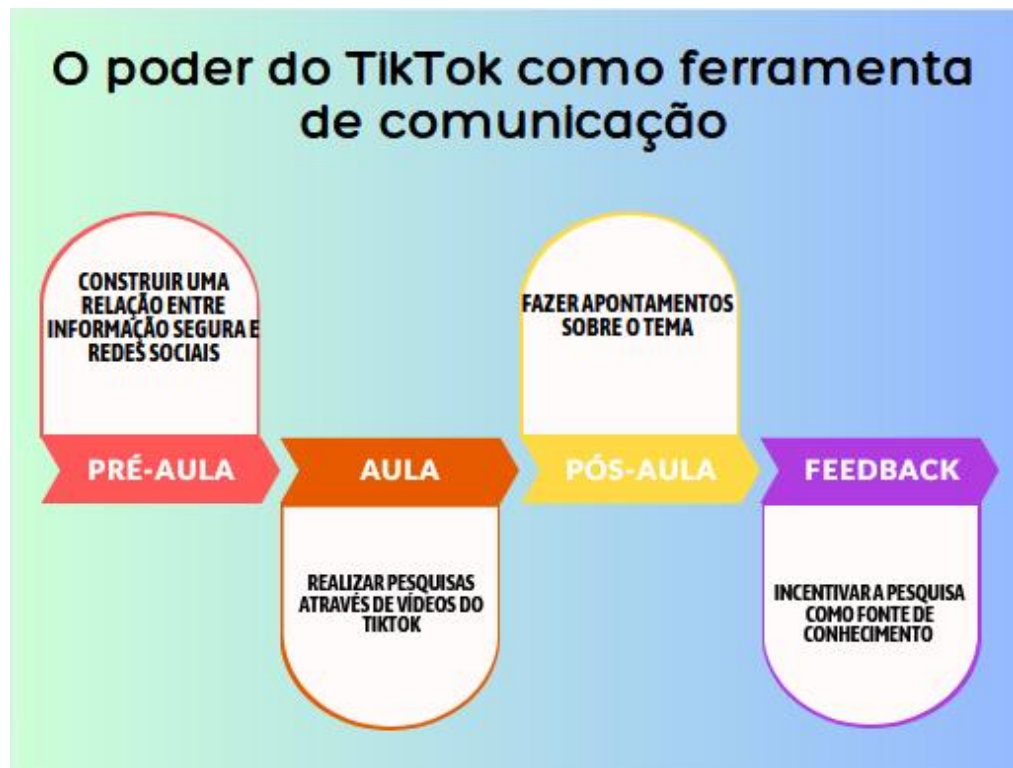 O poder do TikTok como ferramenta
de comunicação
CONSTRUIR UMA
RELAÇÃO ENTRE
INFORMAÇÃO SEGURA E
REDES SOCIAIS
PRÉ-AULA
AULA
REALIZAR PESQUISAS
ATRAVÉS DE VÍDEOS DO
TIKTOK
FAZER APONTAMENTOS
SOBRE O TEMA
PÓS-AULA
FEEDBACK
INCENTIVAR A PESQUISA
COMO FONTE DE
CONHECIMENTO